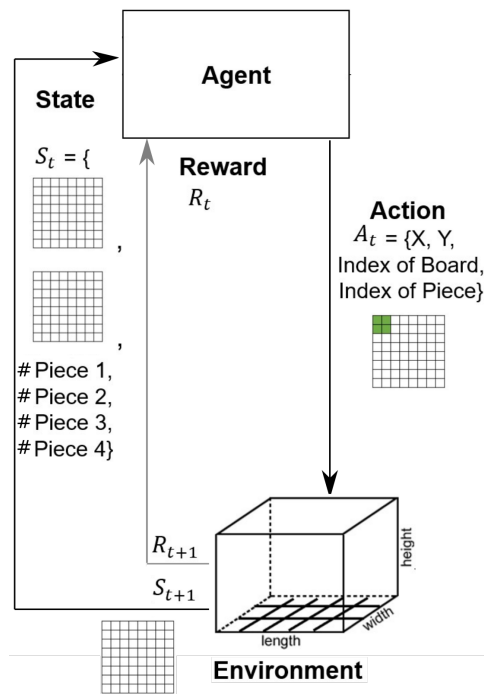 Agent
State
S_t = {
,
,
# Piece 1,
# Piece 2,
# Piece 3,
# Piece 4}
Reward
R_t
Action
A_t = {X, Y,
Index of Board,
Index of Piece}
R_{t+1}
S_{t+1}
height
width
length
Environment